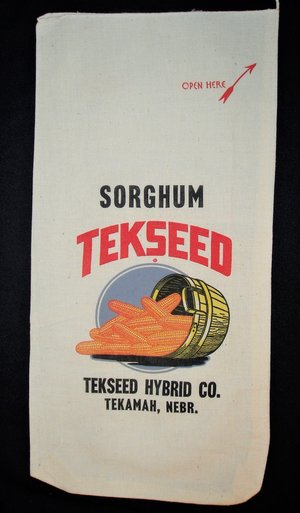 OPEN HERE
SORGHUM
TEKSEED
TEKSEED HYBRID CO.
TEKAMAH, NEBR.